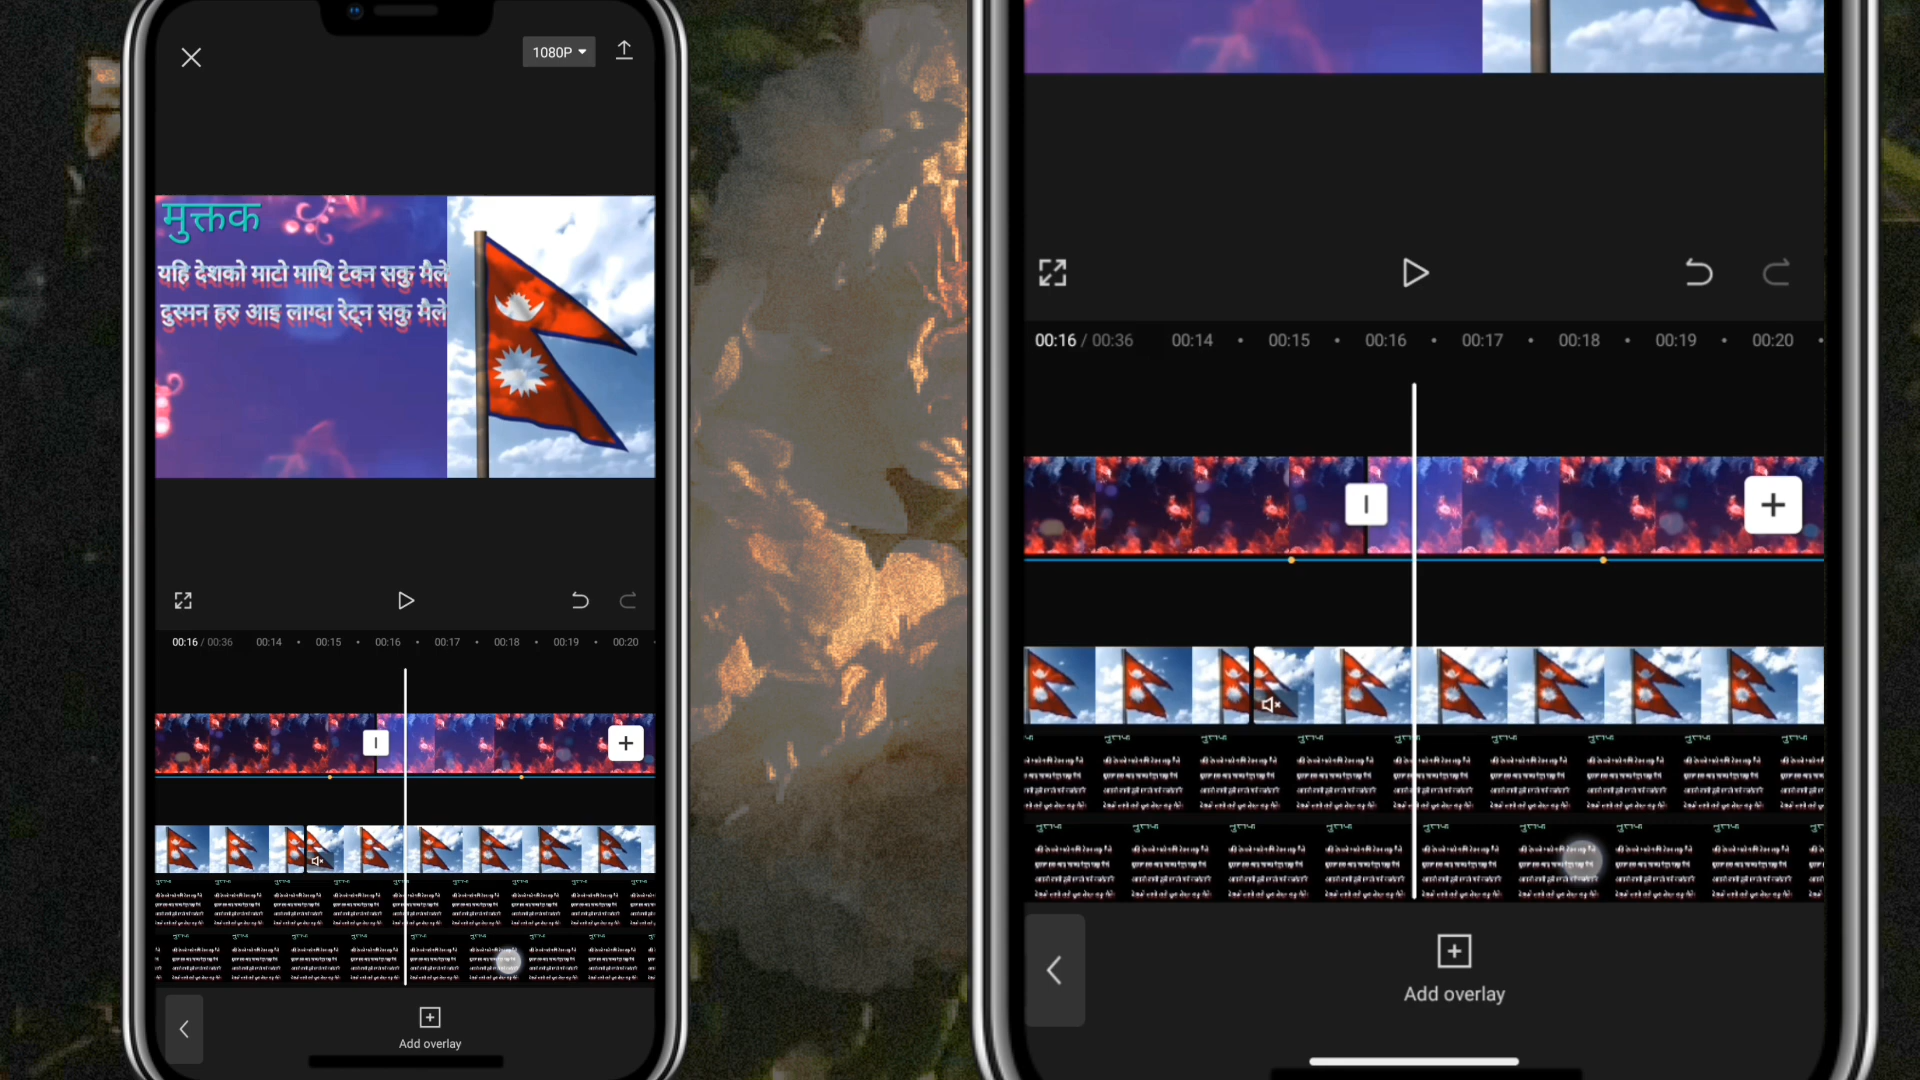 1080P
मुक्तक
यहि देशको माटो माथि टेक्न सकु मैले
दुस्मन हरु आइ लाग्दा रेट्न सकु मैले
00:16 / 00:36 00:14 00:15 00:16 00:17 00:18 00:19 00:20
Add overlay
00:16 / 00:36 00:14 00:15 00:16 00:17 00:18 00:19 00:20
Add overlay